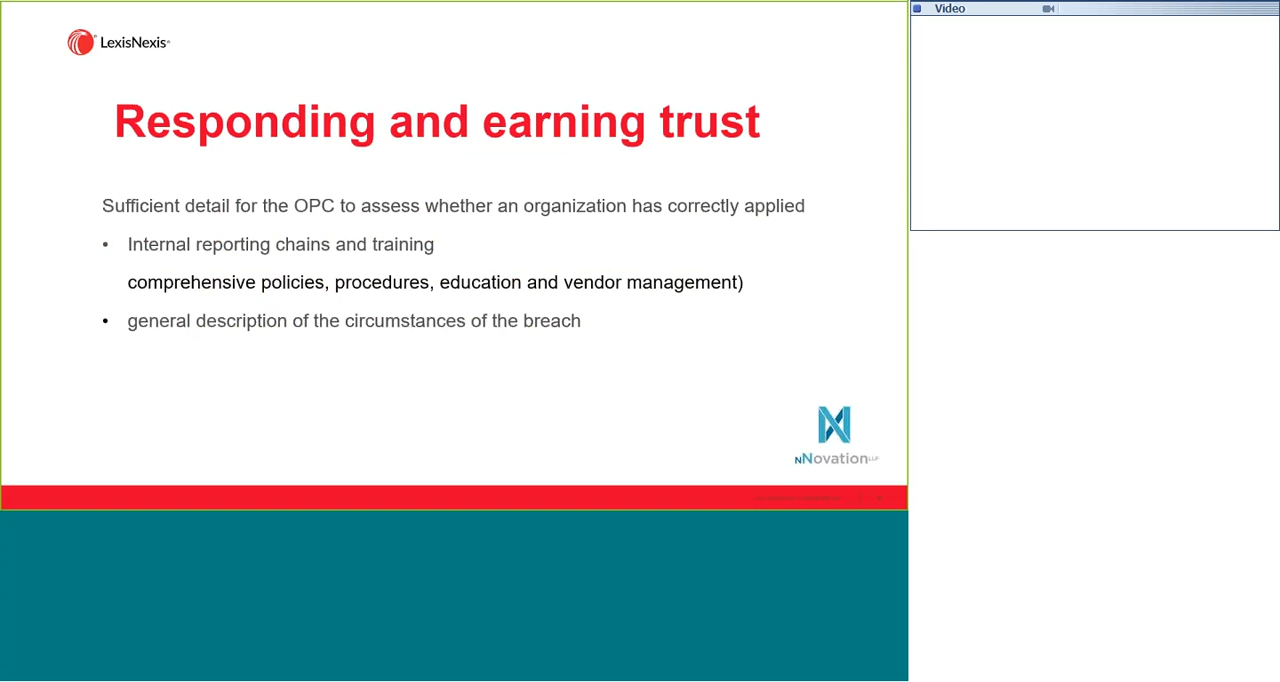 Video
LexisNexis®
Responding and earning trust
Sufficient detail for the OPC to assess whether an organization has correctly applied
• Internal reporting chains and training
comprehensive policies, procedures, education and vendor management)
• general description of the circumstances of the breach
nNovation LLP